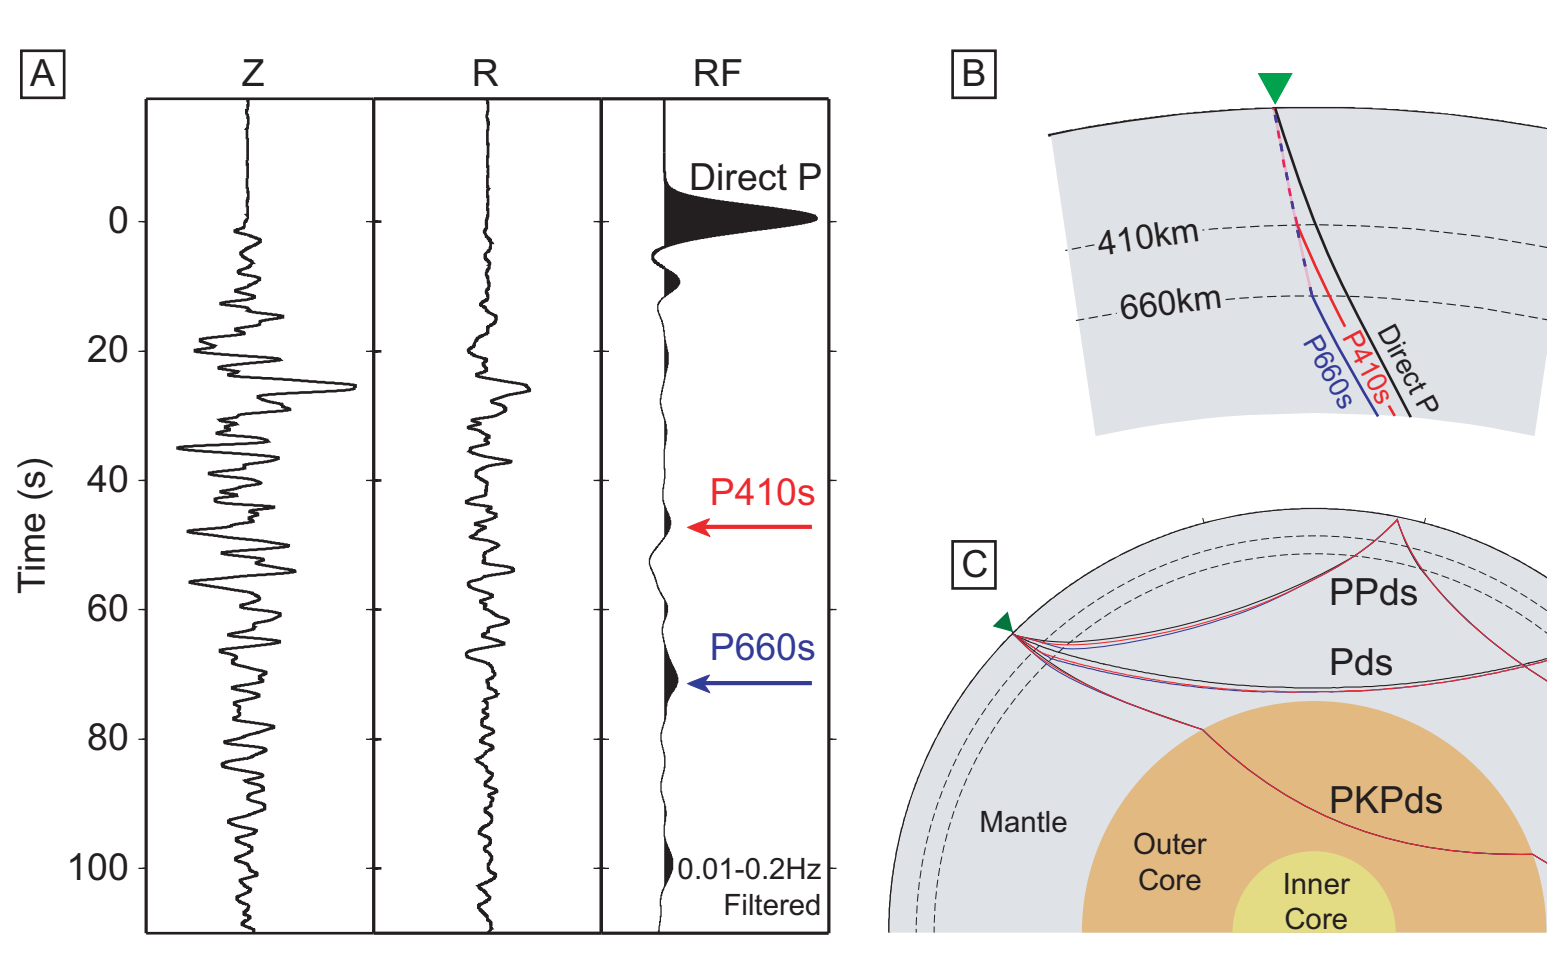 A
Z
R
RF
Direct P
0
20
40
60
80
100
Time (s)
P410s
P660s
0.01-0.2Hz
Filtered
B
410km
660km
Direct P
P410s
P660s
C
PPds
Pds
PKPds
Mantle
Outer
Core
Inner
Core